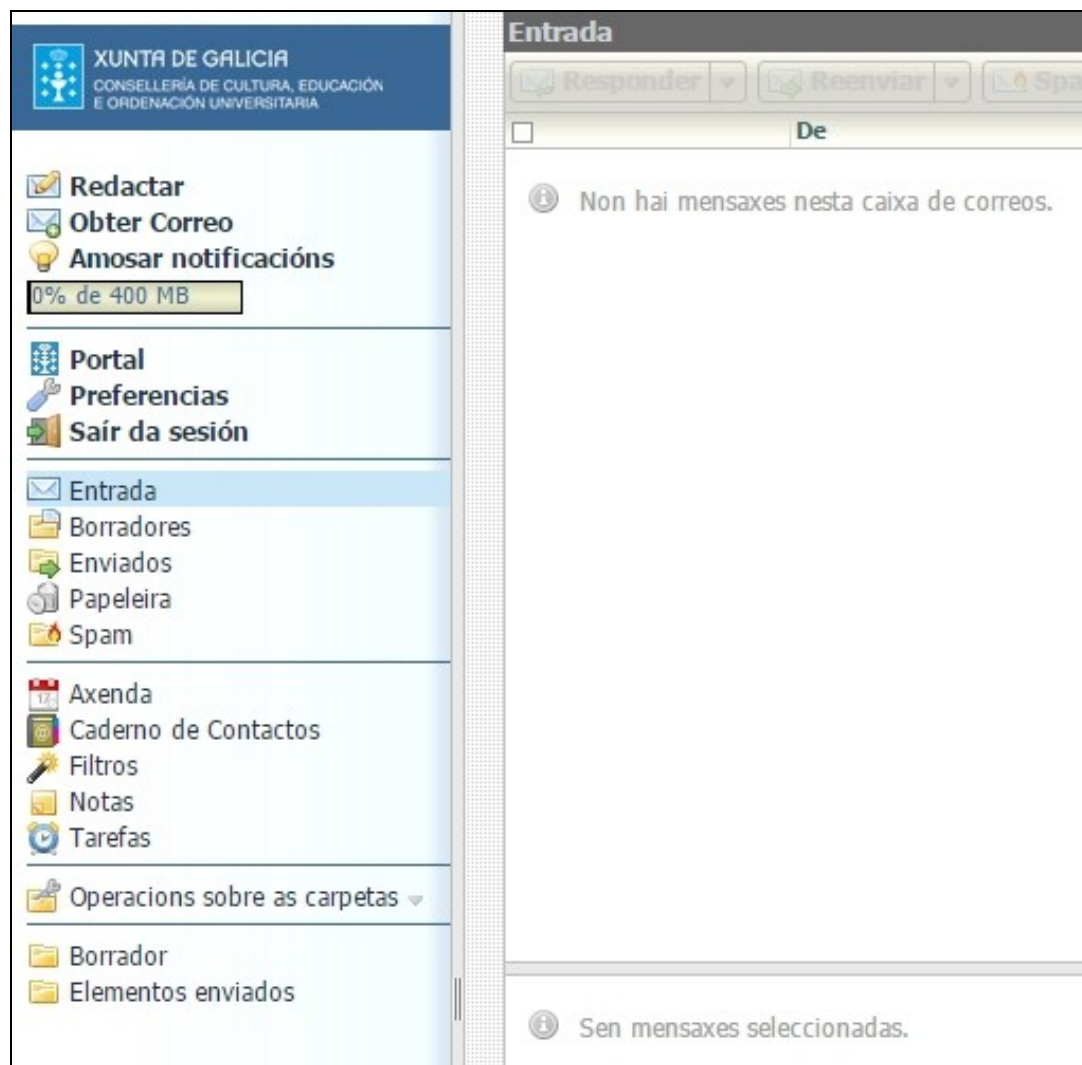 XUNTA DE GALICIA
CONSELLERÍA DE CULTURA, EDUCACIÓN
E ORDENACIÓN UNIVERSITARIA
Redactar
Obter Correo
Amosar notificacións
0% de 400 MB
Portal
Preferencias
Saír da sesión
Entrada
Borradores
Enviados
Papeleira
Spam
17
Axenda
Caderno de Contactos
Filtros
Notas
Tarefas
Operacions sobre as carpetas
Borrador
Elementos enviados
Entrada
Responder Reenviar Spa
De
Non hai mensaxes nesta caixa de correos.
Sen mensaxes seleccionadas.